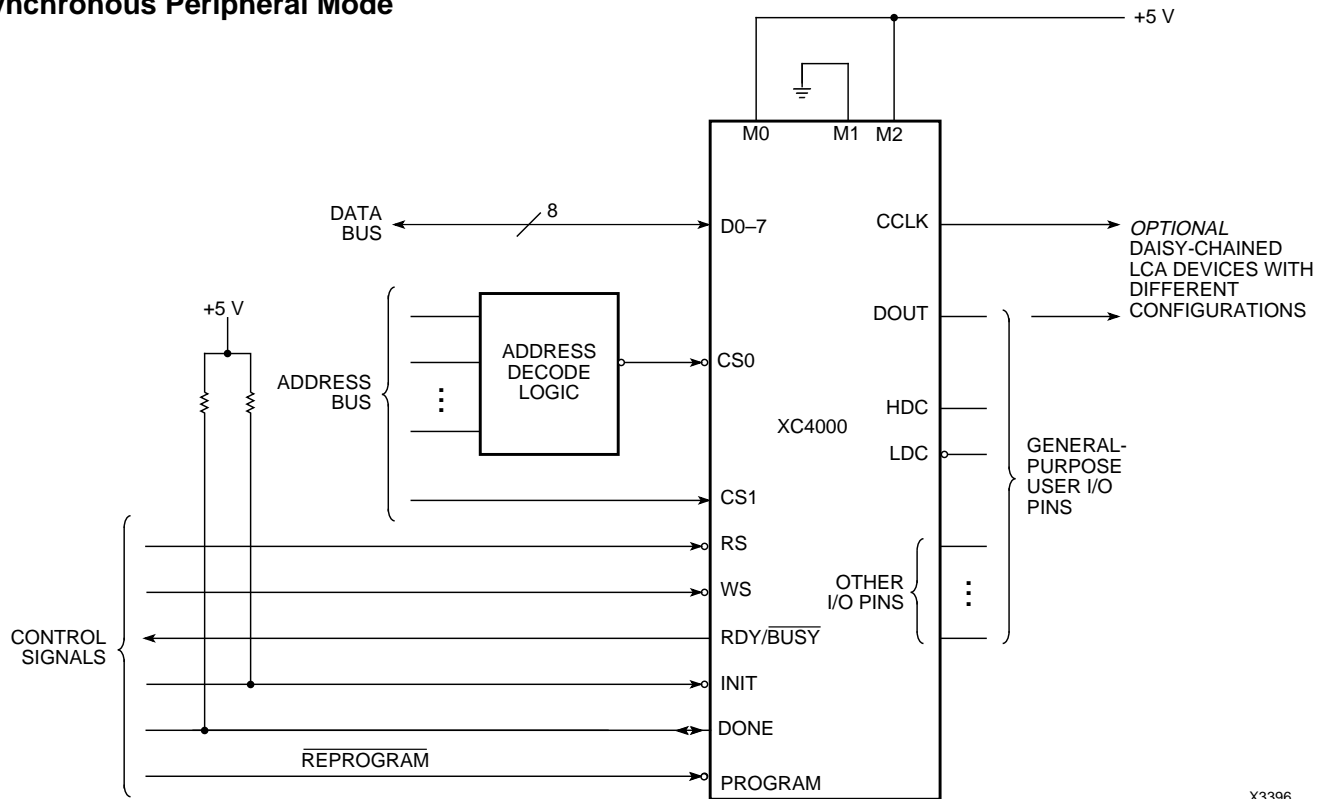 ynchronous Peripheral Mode
+5 V
M0
M1
M2
DATA
BUS
8
D0–7
CCLK
OPTIONAL
DAISY-CHAINED
LCA DEVICES WITH
DIFFERENT
CONFIGURATIONS
+5 V
ADDRESS
BUS
ADDRESS
DECODE
LOGIC
CS0
DOUT
XC4000
HDC
LDC
GENERAL-
PURPOSE
USER I/O
PINS
CS1
RS
WS
OTHER
I/O PINS
CONTROL
SIGNALS
RDY/BUSY
INIT
DONE
REPROGRAM
PROGRAM